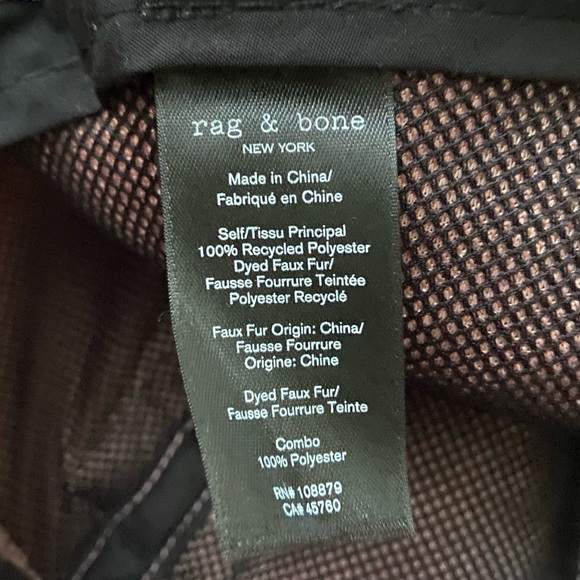 rag & bone
NEW YORK
Made in China/
Fabriqué en Chine
Self/Tissu Principal
100% Recycled Polyester
Dyed Faux Fur/
Fausse Fourrure Teintée
Polyester Recyclé
Faux Fur Origin: China/
Fausse Fourrure
Origine: Chine
Dyed Faux Fur/
Fausse Fourrure Teinte
Combo
100% Polyester
RN# 108879
CA# 45760